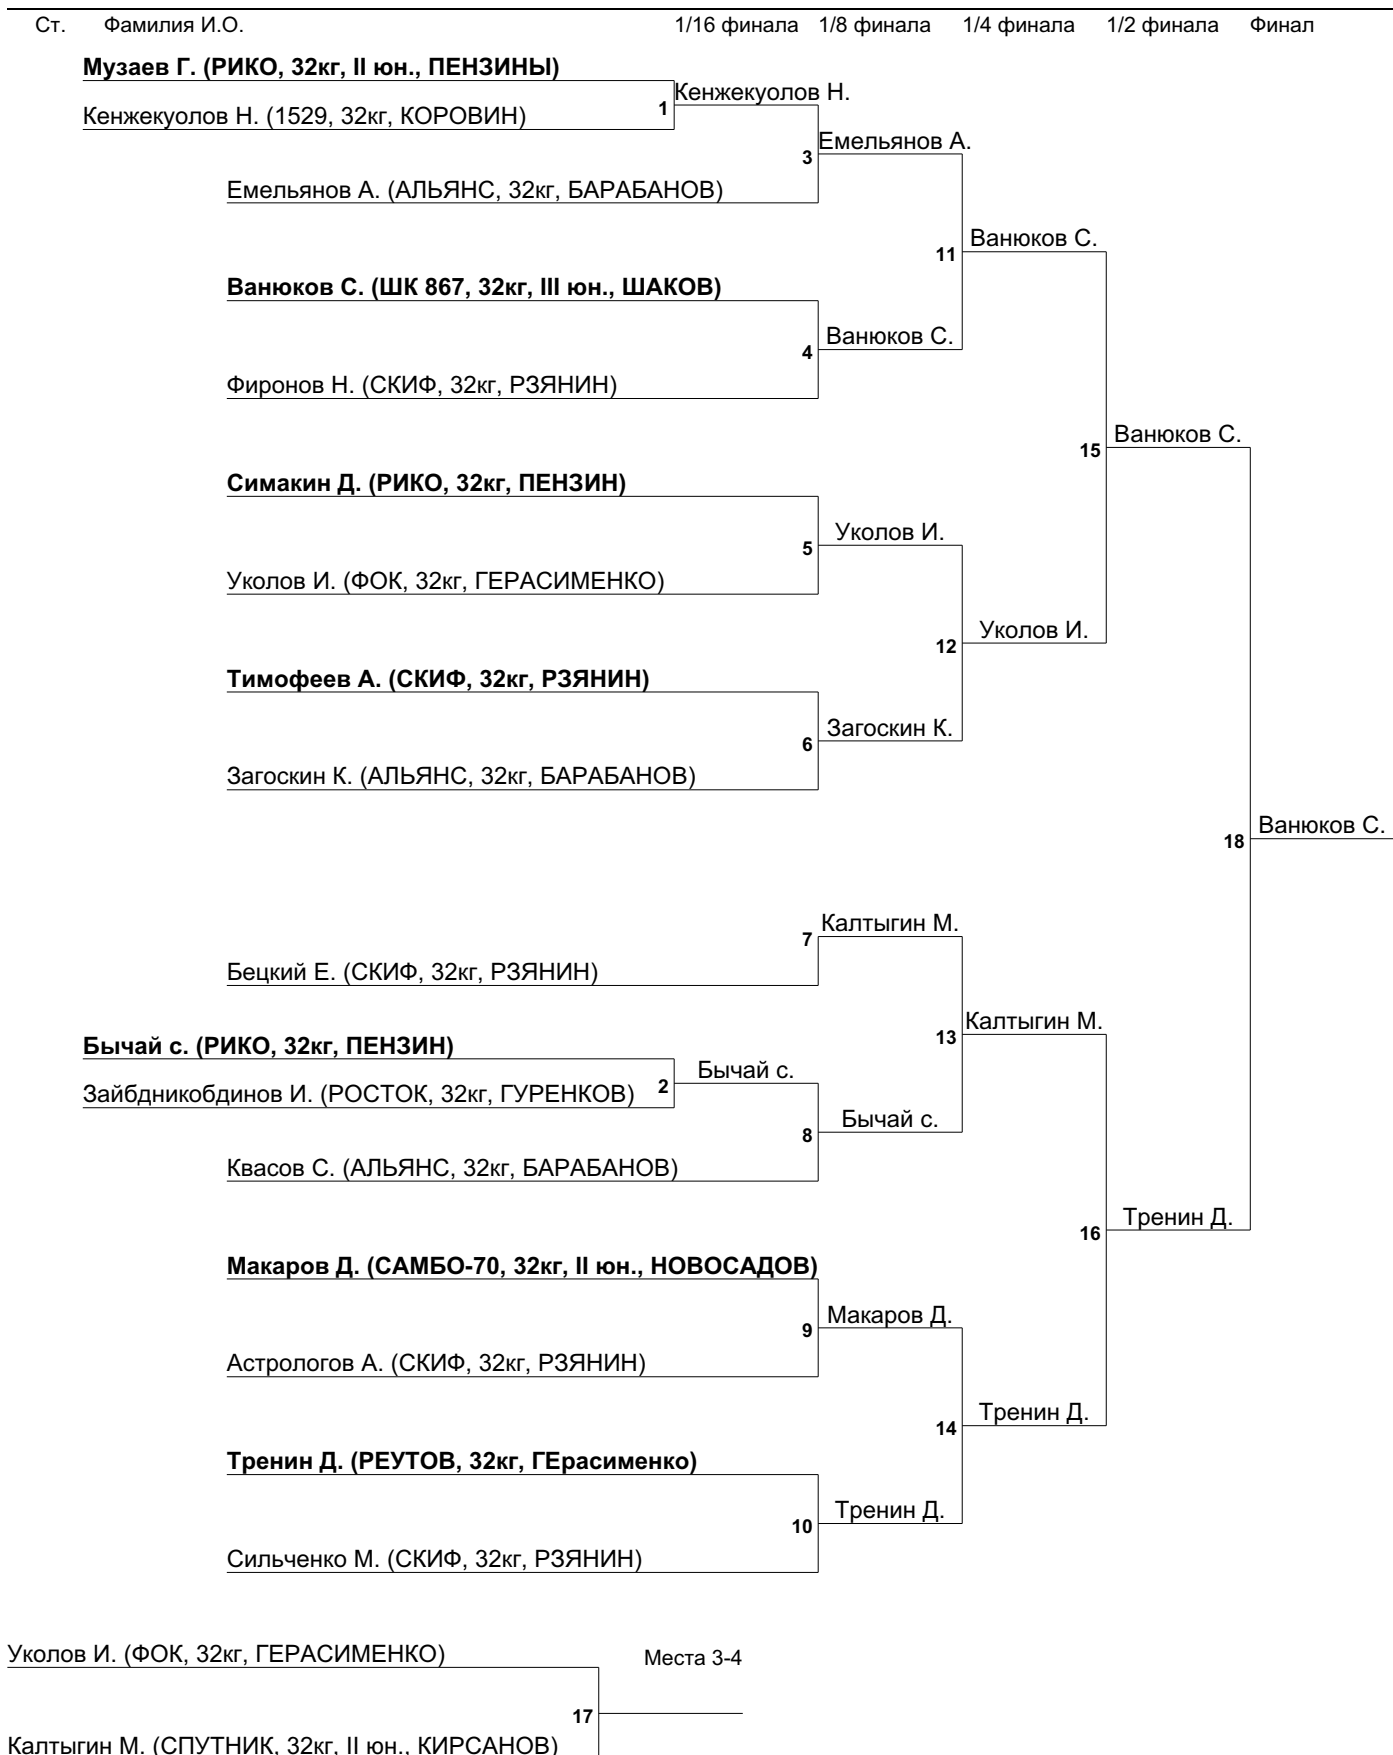 Ст. Фамилия И.О. 1/16 финала 1/8 финала 1/4 финала 1/2 финала Финал
Музаев Г. (РИКО, 32кг, II юн., ПЕНЗИНЫ)
Кенжекуолов Н.
Кенжекуолов Н. (1529, 32кг, КОРОВИН) 1
Емельянов А.
3
Емельянов А. (АЛЬЯНС, 32кг, БАРАБАНОВ)
Ванюков С.
11
Ванюков С. (ШК 867, 32кг, III юн., ШАКОВ)
Ванюков С.
4
Фиронов Н. (СКИФ, 32кг, РЗЯНИН)
Ванюков С.
15
Симакин Д. (РИКО, 32кг, ПЕНЗИН)
Уколов И.
5
Уколов И. (ФОК, 32кг, ГЕРАСИМЕНКО)
Уколов И.
12
Тимофеев А. (СКИФ, 32кг, РЗЯНИН)
Загоскин К.
6
Загоскин К. (АЛЬЯНС, 32кг, БАРАБАНОВ)
Ванюков С.
18
Калтыгин М.
7
Бецкий Е. (СКИФ, 32кг, РЗЯНИН)
Калтыгин М.
13
Бычай с. (РИКО, 32кг, ПЕНЗИН)
Бычай с.
Зайбдникобдинов И. (РОСТОК, 32кг, ГУРЕНКОВ) 2
Бычай с.
8
Квасов С. (АЛЬЯНС, 32кг, БАРАБАНОВ)
Тренин Д.
16
Макаров Д. (САМБО-70, 32кг, II юн., НОВОСАДОВ)
Макаров Д.
9
Астрологов А. (СКИФ, 32кг, РЗЯНИН)
Тренин Д.
14
Тренин Д. (РЕУТОВ, 32кг, ГЕрасименко)
Тренин Д.
10
Сильченко М. (СКИФ, 32кг, РЗЯНИН)
Уколов И. (ФОК, 32кг, ГЕРАСИМЕНКО) Места 3-4
17
Калтыгин М. (СПУТНИК, 32кг, II юн., КИРСАНОВ)